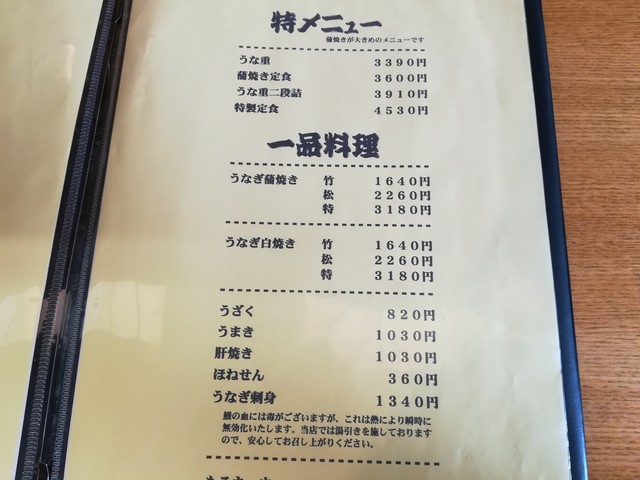 特メニュー
蒲焼きが大きめのメニューです
うな重 3390円
蒲焼き定食 3600円
うな重二段詰 3910円
特製定食 4530円
一品料理
うなぎ蒲焼き 竹 1640円
松 2260円
特 3180円
うなぎ白焼き 竹 1640円
松 2260円
特 3180円
うざく 820円
うまき 1030円
肝焼き 1030円
ほねせん 360円
うなぎ刺身 1340円
鰻の血には毒がございますが、これは熱により瞬時に
無効化いたします。当店では湯引きを施しております
ので、安心してお召し上がりください。